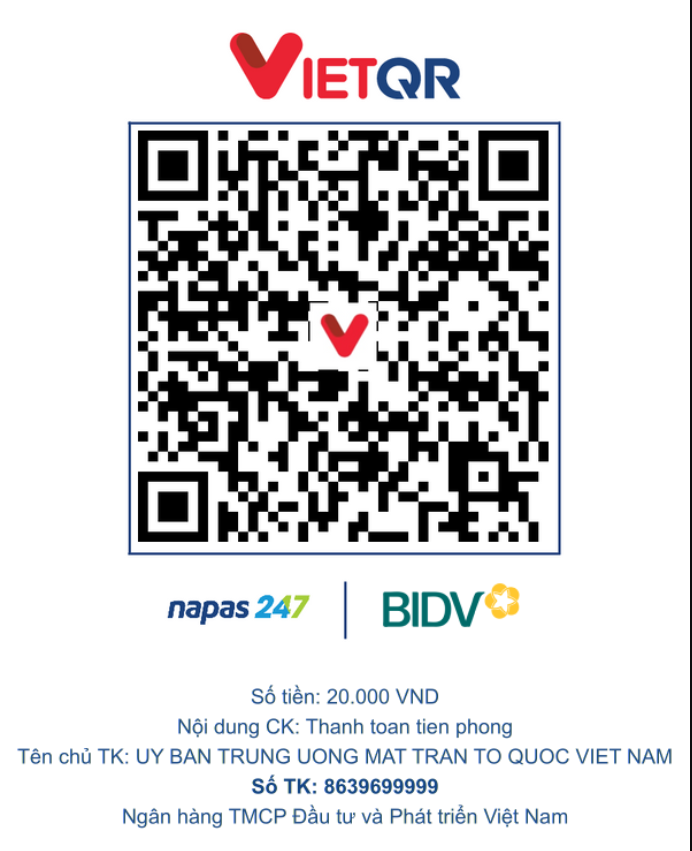 VIETQR
napas 247
BIDV
Số tiền: 20.000 VND
Nội dung CK: Thanh toan tien phong
Tên chủ TK: UY BAN TRUNG UONG MAT TRAN TO QUOC VIET NAM
Số TK: 8639699999
Ngân hàng TMCP Đầu tư và Phát triển Việt Nam